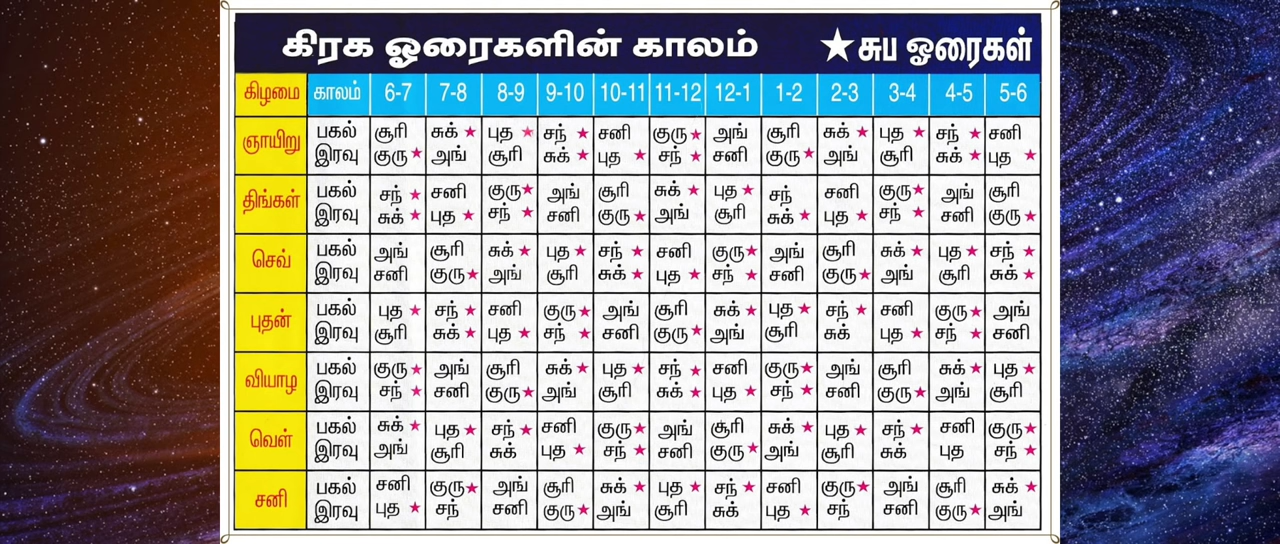 கிரக ஓரைகளின் காலம் ★சுப ஓரைகள்
கிழமை காலம் 6-7 7-8 8-9 9-10 10-11 11-12 12-1 1-2 2-3 3-4 4-5 5-6
ஞாயிறு
பகல் சூரி சுக்★ புத★ சந்★ சனி குரு★ அங் சூரி சுக்★ புத★ சந்★ சனி
இரவு குரு★ அங் சூரி சுக்★ புத★ சந்★ சனி குரு★ அங் சூரி சுக்★ புத★
திங்கள்
பகல் சந்★ சனி குரு★ அங் சூரி சுக்★ புத★ சந் சனி குரு★ அங் சூரி
இரவு சுக்★ புத★ சந்★ சனி குரு★ அங் சூரி சுக்★ புத★ சந்★ சனி குரு★
செவ்
பகல் அங் சூரி சுக்★ புத★ சந்★ சனி குரு★ அங் சூரி சுக்★ புத★ சந்★
இரவு சனி குரு★ அங் சூரி சுக்★ புத★ சந்★ சனி குரு★ அங் சூரி சுக்★
புதன்
பகல் புத★ சந்★ சனி குரு★ அங் சூரி சுக்★ புத★ சந்★ சனி குரு★ அங்
இரவு சூரி சுக்★ புத★ சந்★ சனி குரு★ அங் சூரி சுக் புத★ சந்★ சனி
வியாழ
பகல் குரு★ அங் சூரி சுக்★ புத★ சந்★ சனி குரு★ அங் சூரி சுக்★ புத★
இரவு சந்★ சனி குரு★ அங் சூரி சுக்★ புத★ சந்★ சனி குரு★ அங் சூரி
வெள்
பகல் சுக்★ புத★ சந்★ சனி குரு★ அங் சூரி சுக்★ புத★ சந்★ சனி குரு★
இரவு அங் சூரி சுக் புத★ சந்★ சனி குரு★ அங் சூரி சுக் புத சந்★
சனி
பகல் சனி குரு★ அங் சூரி சுக்★ புத★ சந்★ சனி குரு★ அங் சூரி சுக்★
இரவு புத★ சந் சனி குரு★ அங் சூரி சுக் புத★ சந் சனி குரு★ அங்